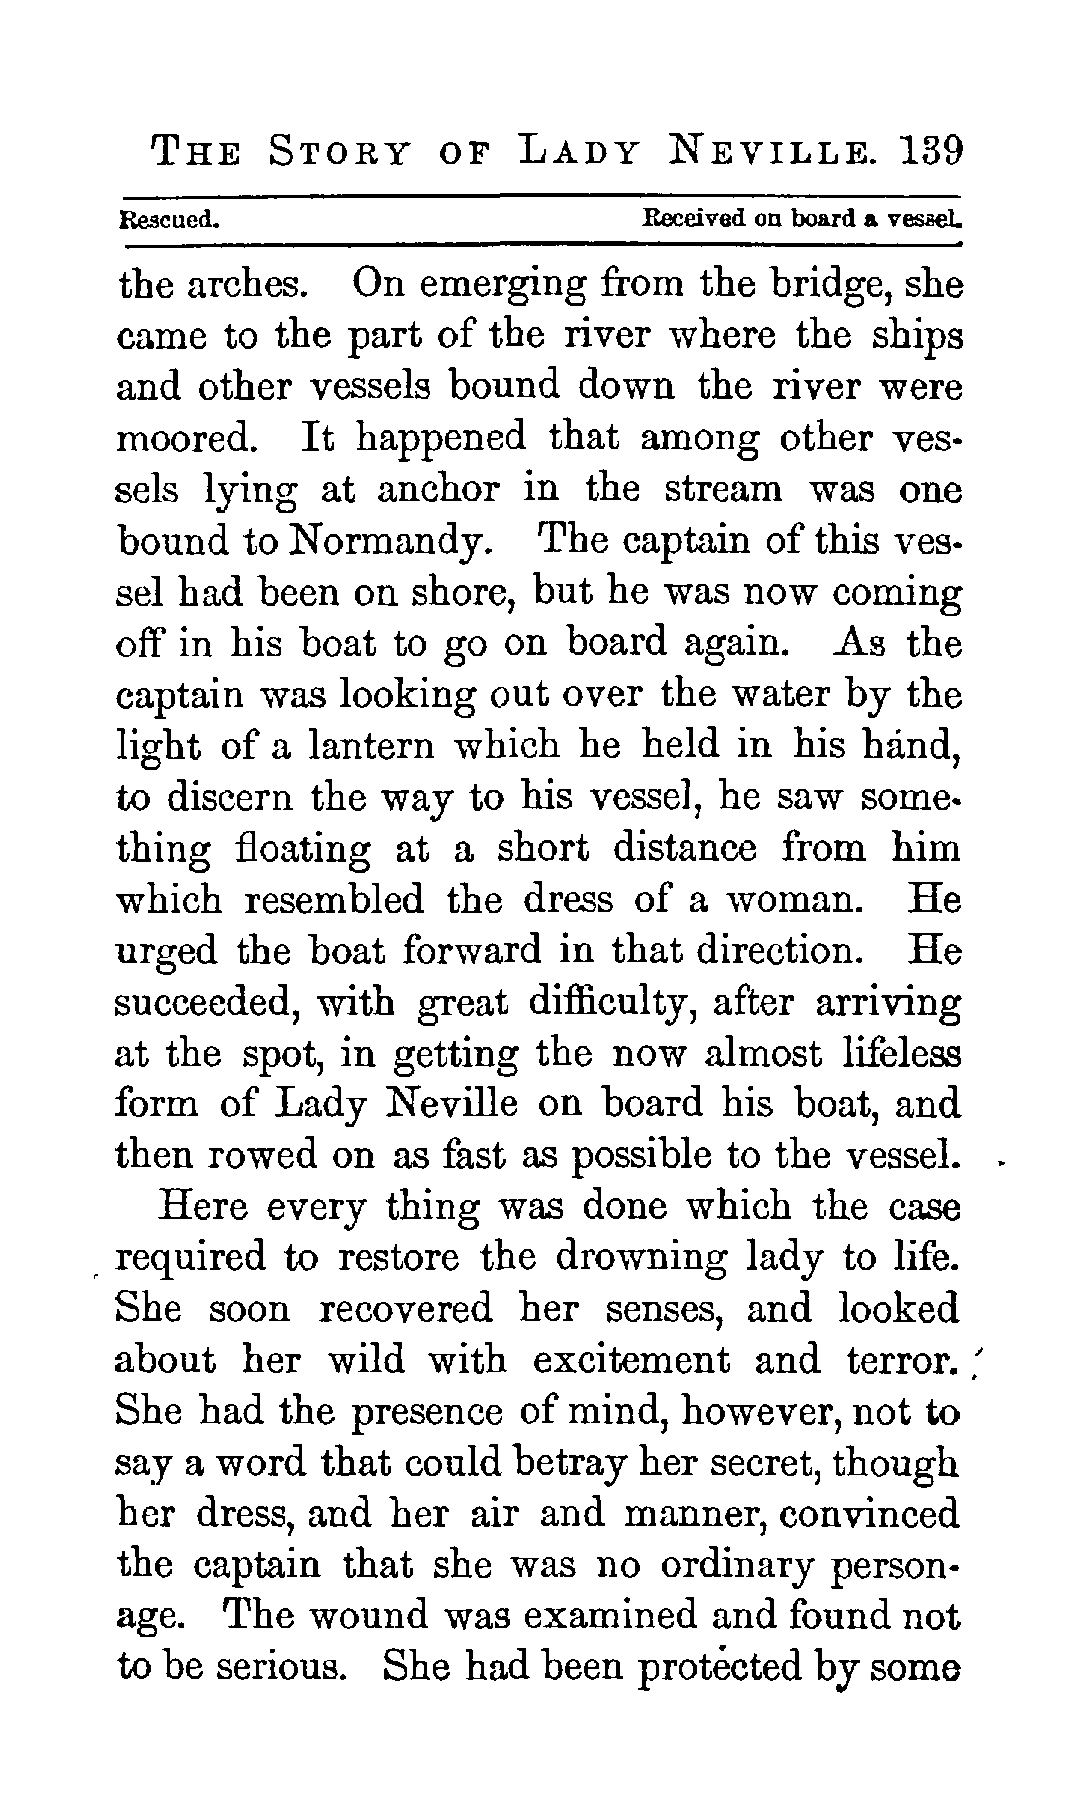 THE STORY OF LADY NEVILLE. 139
Rescued. Received on board a vessel.
the arches. On emerging from the bridge, she
came to the part of the river where the ships
and other vessels bound down the river were
moored. It happened that among other ves-
sels lying at anchor in the stream was one
bound to Normandy. The captain of this ves-
sel had been on shore, but he was now coming
off in his boat to go on board again. As the
captain was looking out over the water by the
light of a lantern which he held in his hand,
to discern the way to his vessel, he saw some-
thing floating at a short distance from him
which resembled the dress of a woman. He
urged the boat forward in that direction. He
succeeded, with great difficulty, after arriving
at the spot, in getting the now almost lifeless
form of Lady Neville on board his boat, and
then rowed on as fast as possible to the vessel.
Here every thing was done which the case
required to restore the drowning lady to life.
She soon recovered her senses, and looked
about her wild with excitement and terror.
She had the presence of mind, however, not to
say a word that could betray her secret, though
her dress, and her air and manner, convinced
the captain that she was no ordinary person-
age. The wound was examined and found not
to be serious. She had been protected by some